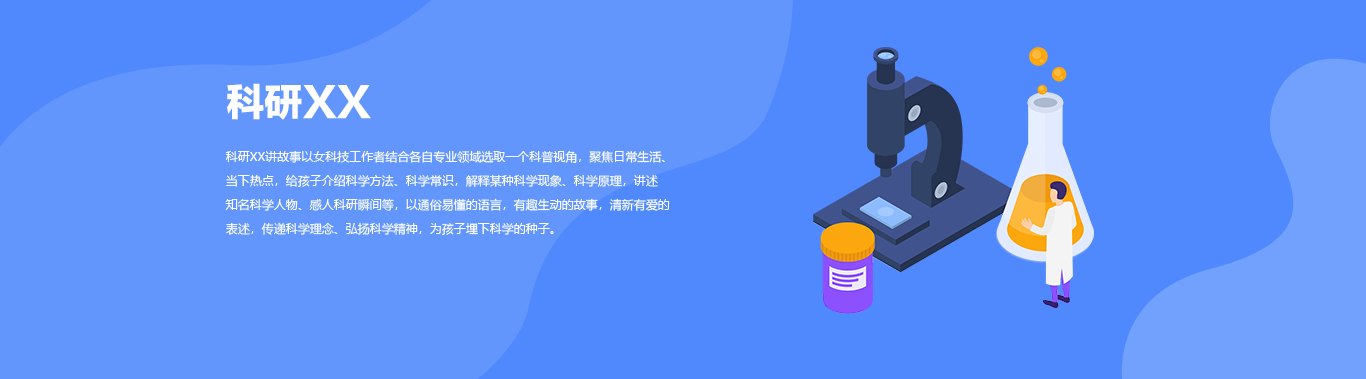 科研XX
科研XX讲故事以女科技工作者结合各自专业领域选取一个科普视角，聚焦日常生活、
当下热点，给孩子介绍科学方法、科学常识，解释某种科学现象、科学原理，讲述
知名科学人物、感人科研瞬间等，以通俗易懂的语言，有趣生动的故事，清新有爱的
表述，传递科学理念、弘扬科学精神，为孩子埋下科学的种子。